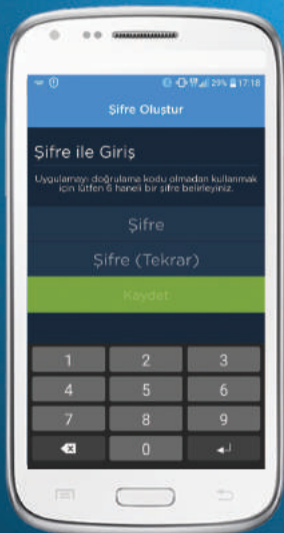 29% 17:18
Şifre Oluştur
Şifre ile Giriş
Uygulamayı doğrulama kodu olmadan kullanmak
için lütfen 6 haneli bir şifre belirleyiniz.
Şifre
Şifre (Tekrar)
Kaydet
1 2 3
4 5 6
7 8 9
0